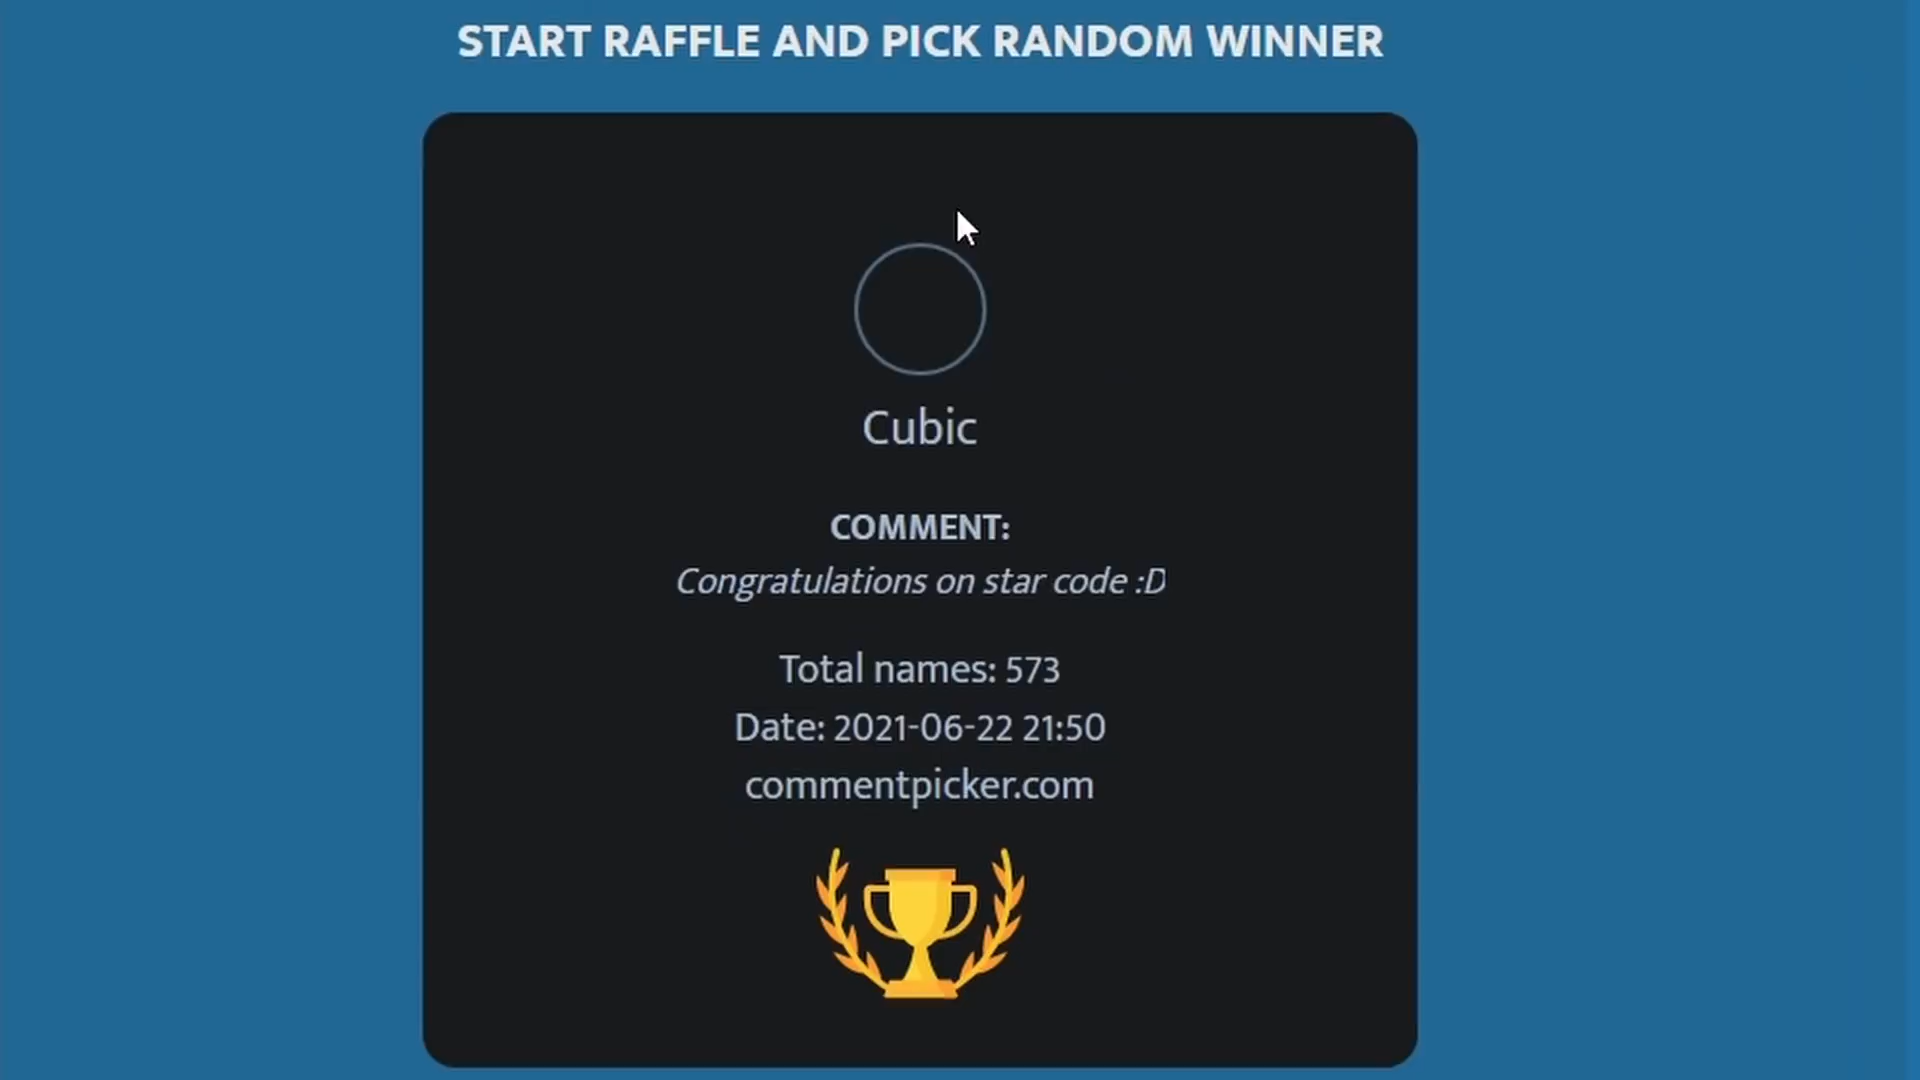 START RAFFLE AND PICK RANDOM WINNER
Cubic
COMMENT:
Congratulations on star code :D
Total names: 573
Date: 2021-06-22 21:50
commentpicker.com